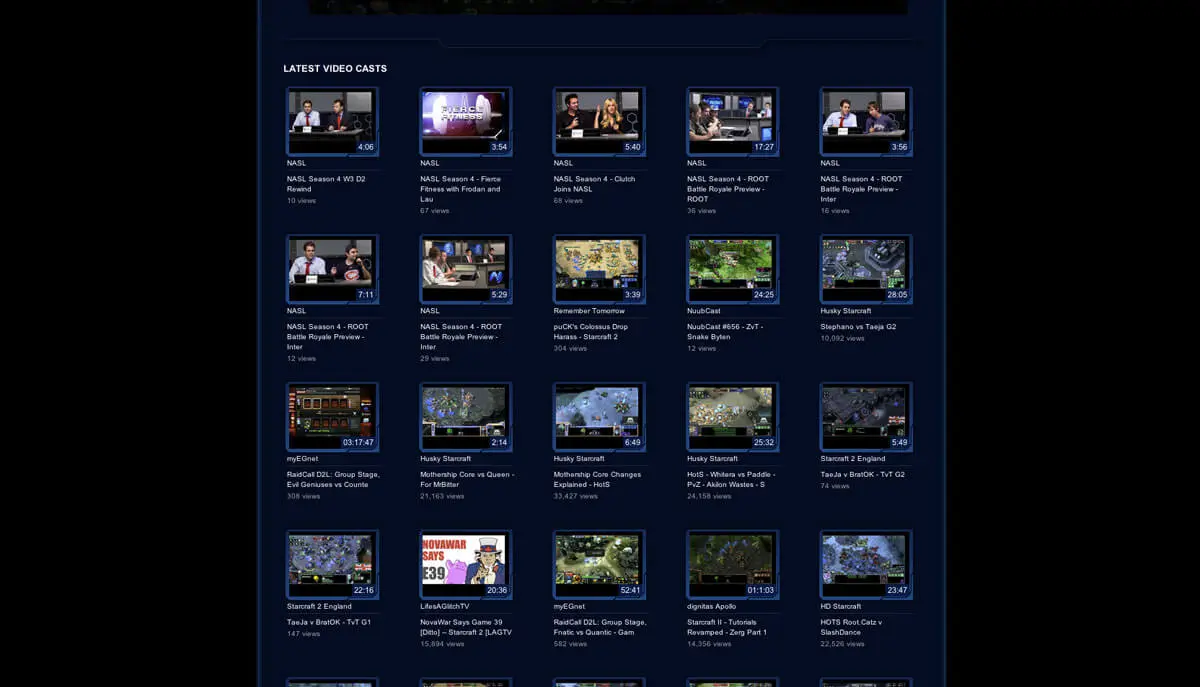 LATEST VIDEO CASTS
FIERCE
FITNESS
4:06
3:54
5:40
17:27
3:56
NASL
NASL
NASL
NASL
NASL
NASL Season 4 W3 D2
Rewind
10 views
NASL Season 4 - Fierce
Fitness with Frodan and
Lau
67 views
NASL Season 4 - Clutch
Joins NASL
68 views
NASL Season 4 - ROOT
Battle Royale Preview -
ROOT
36 views
NASL Season 4 - ROOT
Battle Royale Preview -
Inter
16 views
7:11
5:29
3:39
24:25
28:05
NASL
NASL
Remember Tomorrow
NuubCast
Husky Starcraft
NASL Season 4 - ROOT
Battle Royale Preview -
Inter
12 views
NASL Season 4 - ROOT
Battle Royale Preview -
Inter
29 views
puCK's Colossus Drop
Harass - Starcraft 2
304 views
NuubCast #656 - ZvT -
Snake Byten
12 views
Stephano vs Taeja G2
10,092 views
03:17:47
2:14
6:49
25:32
5:49
myEGnet
Husky Starcraft
Husky Starcraft
Husky Starcraft
Starcraft 2 England
RaidCall D2L: Group Stage,
Evil Geniuses vs Counte
308 views
Mothership Core vs Queen -
For MrBitter
21,163 views
Mothership Core Changes
Explained - HotS
33,427 views
HotS - Whitera vs Paddle -
PvZ - Akilon Wastes - S
24,158 views
TaeJa v BratOK - TvT G2
74 views
NOVAWAR
SAYS
E39
22:16
20:36
52:41
01:1:03
23:47
Starcraft 2 England
LifesAGlitchTV
myEGnet
dignitas Apollo
HD Starcraft
TaeJa v BratOK - TvT G1
147 views
NovaWar Says Game 39
[Ditto] -- Starcraft 2 [LAGTV
15,894 views
RaidCall D2L: Group Stage,
Fnatic vs Quantic - Gam
582 views
Starcraft II - Tutorials
Revamped - Zerg Part 1
14,356 views
HOTS Root.Catz v
SlashDance
22,526 views